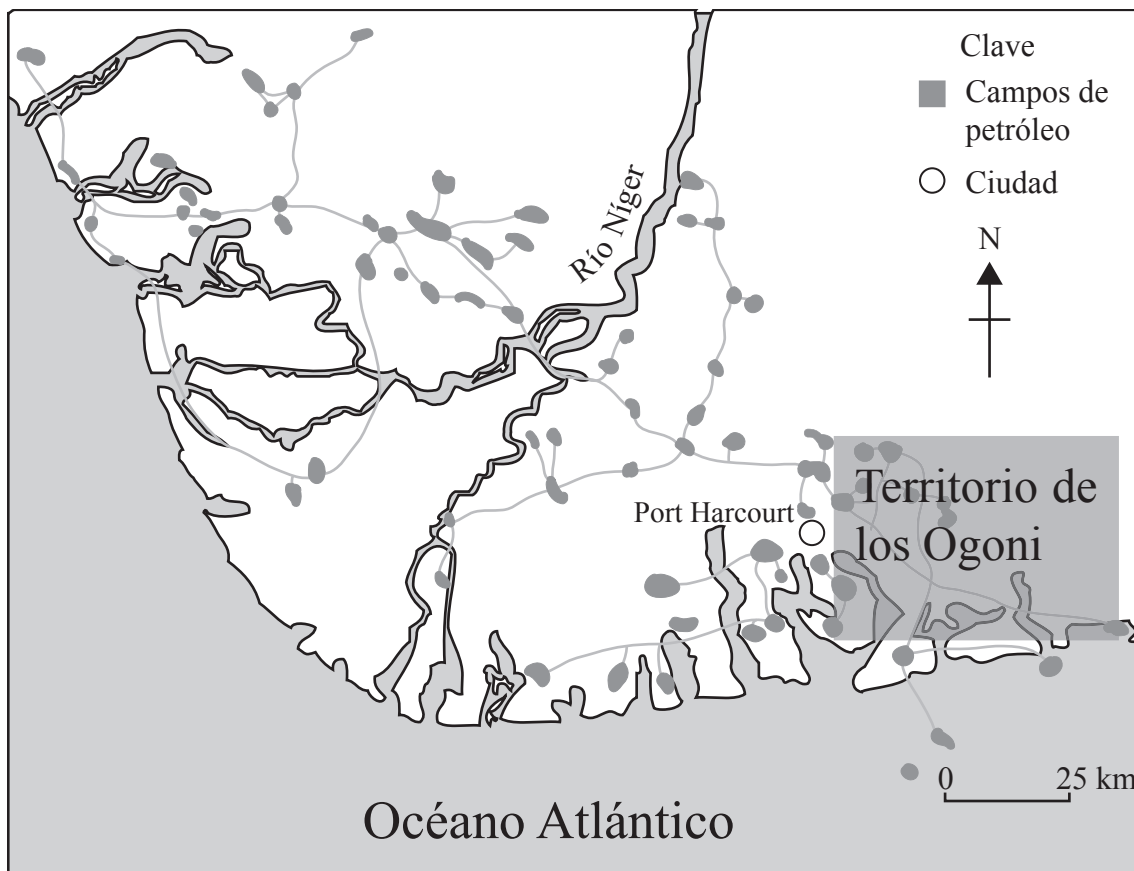 Clave
Campos de
petróleo
Ciudad
N
Río Níger
Territorio de
los Ogoni
Port Harcourt
0 25 km
Océano Atlántico